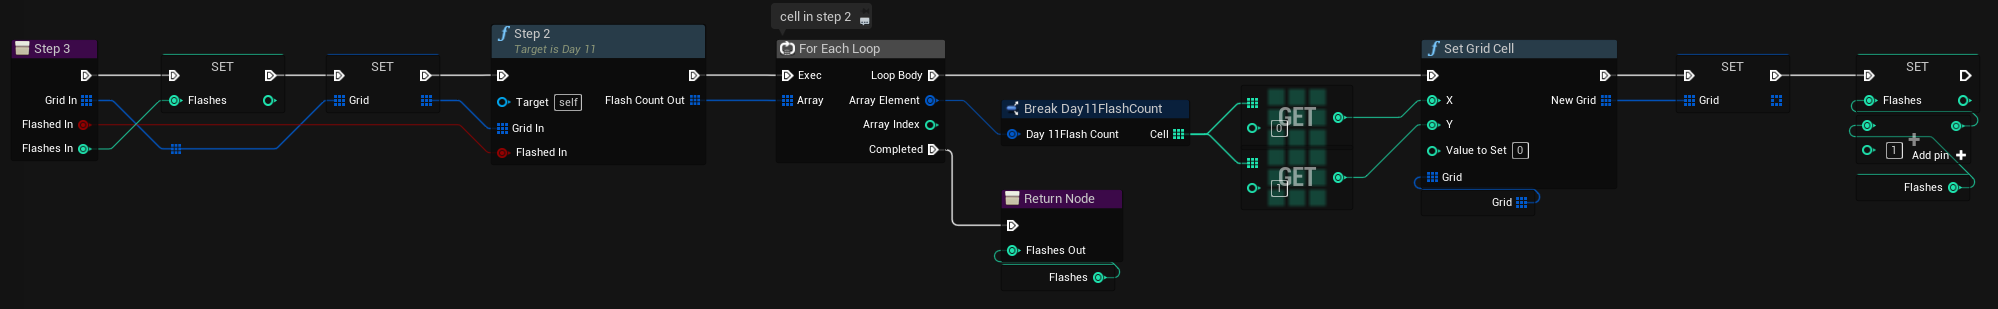 cell in step 2
Step 3
Grid In
Flashed In
Flashes In
SET
Flashes
SET
Grid
Step 2
Target is Day 11
Target self
Flash Count Out
Grid In
Flashed In
For Each Loop
Exec
Loop Body
Array
Array Element
Array Index
Completed
Break Day11FlashCount
Day 11Flash Count
Cell
Return Node
Flashes Out
Flashes
GET
0
GET
1
Set Grid Cell
X
New Grid
Y
Value to Set 0
Grid
Grid
SET
Grid
SET
Flashes
1
Add pin
Flashes